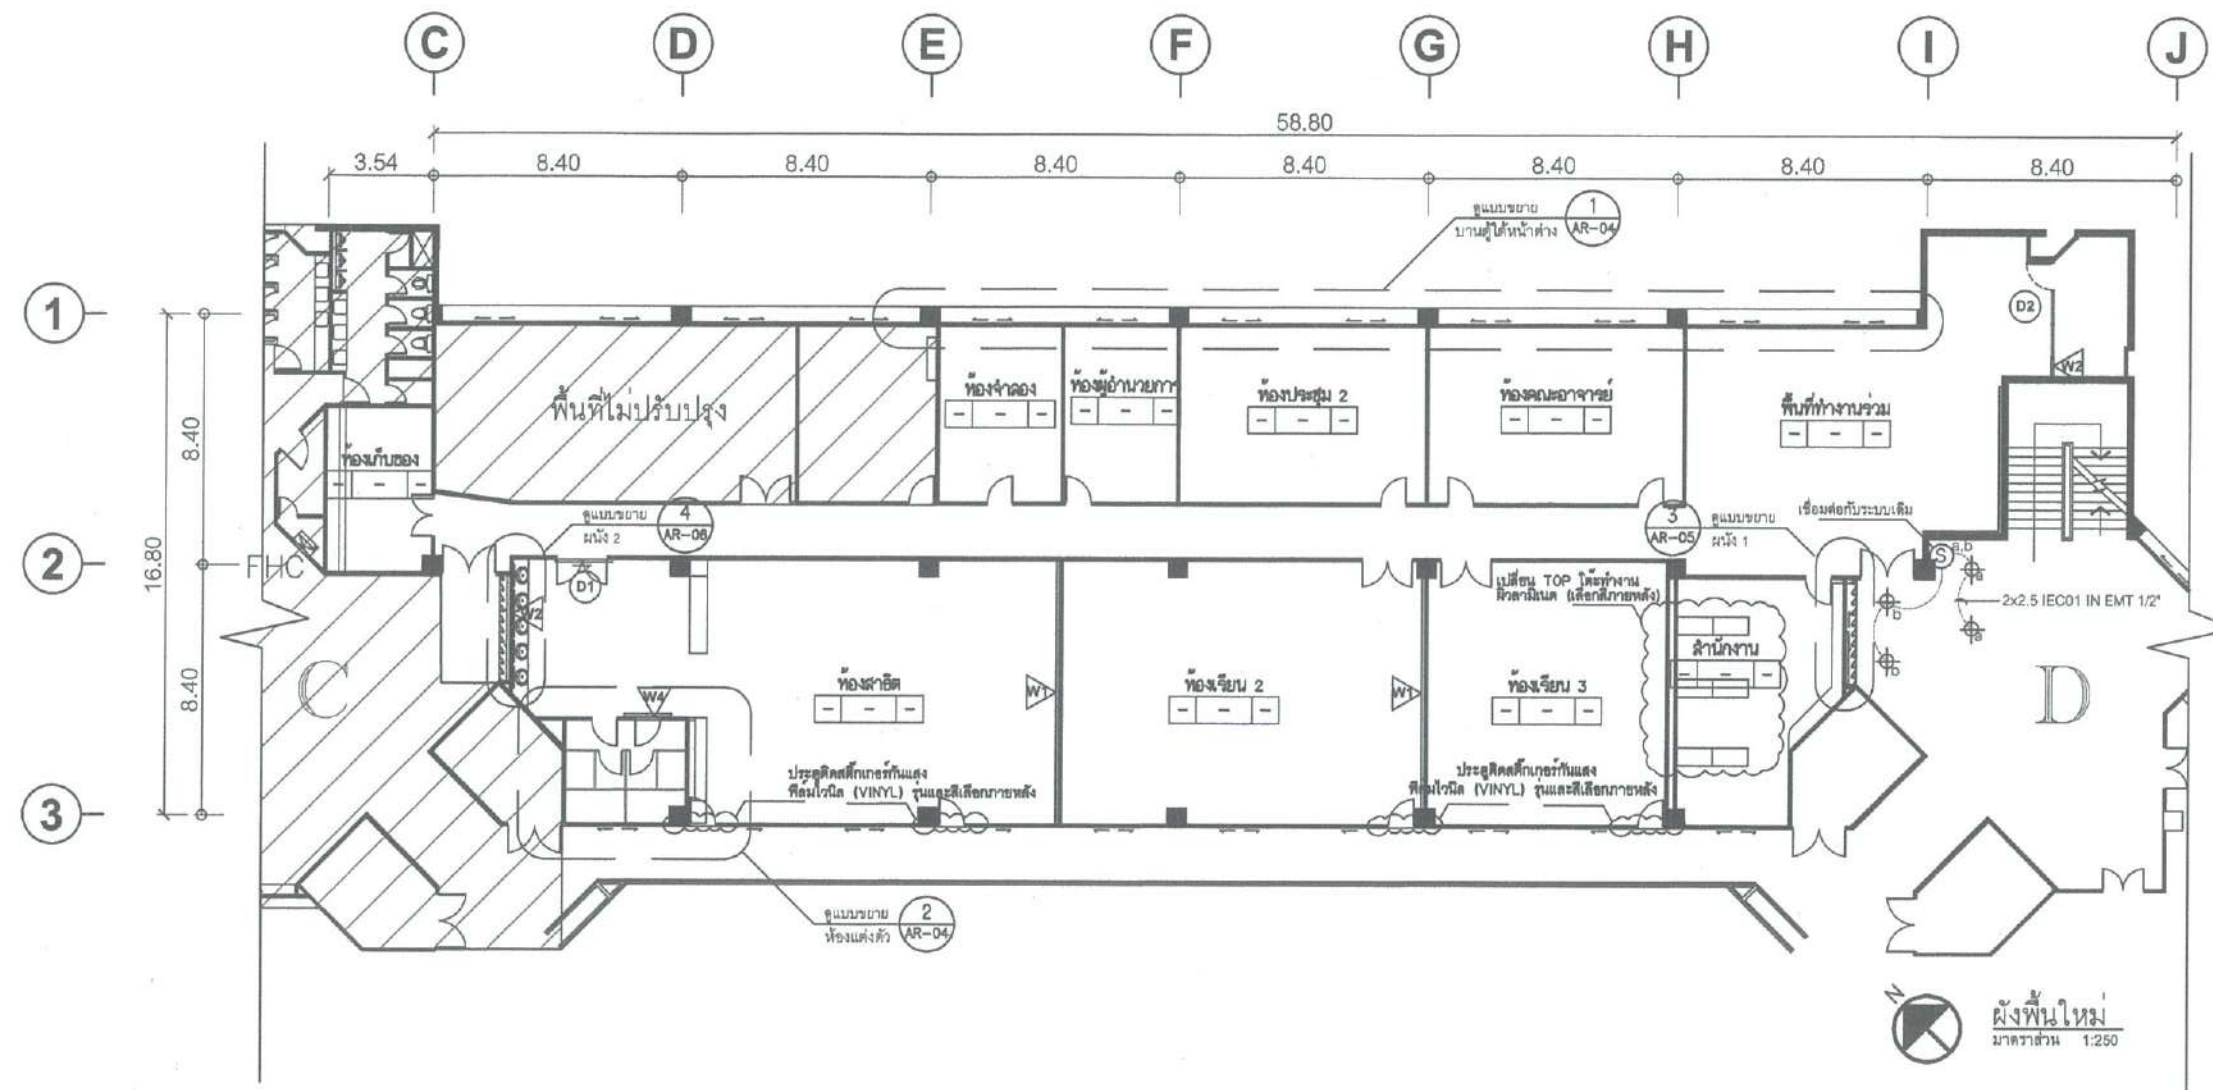 C D E F G H I J
58.80
3.54 8.40 8.40 8.40 8.40 8.40 8.40 8.40
ดูแบบขยาย
บานตู้ใต้หน้าต่าง
1
AR-04
1
D2
W2
พื้นที่ไม่ปรับปรุง
ห้องจำลอง
- - -
ห้องผู้อำนวยการ
- - -
ห้องประชุม 2
- - -
ห้องคณะอาจารย์
- - -
พื้นที่ทำงานร่วม
- - -
8.40
ห้องเก็บของ
- - -
ดูแบบขยาย
ผนัง 2
4
AR-06
3
AR-05
ดูแบบขยาย
ผนัง 1
เชื่อมต่อกับระบบเดิม
2
16.80
FHC
S
a,b
a
b
a
b
2x2.5 IEC01 IN EMT 1/2"
D1
W2
เปลี่ยน TOP โต๊ะทำงาน
ผิวลามิเนต (เลือกสีภายหลัง)
สำนักงาน
- - -
8.40
C
W4
ห้องสาธิต
- - -
W1
ห้องเรียน 2
- - -
W1
ห้องเรียน 3
- - -
D
ประตูติดสติ๊กเกอร์กันแสง
ฟิล์มไวนิล (VINYL) รุ่นและสีเลือกภายหลัง
ประตูติดสติ๊กเกอร์กันแสง
ฟิล์มไวนิล (VINYL) รุ่นและสีเลือกภายหลัง
3
ดูแบบขยาย
ห้องแต่งตัว
2
AR-04
N
ผังพื้นใหม่
มาตราส่วน 1:250